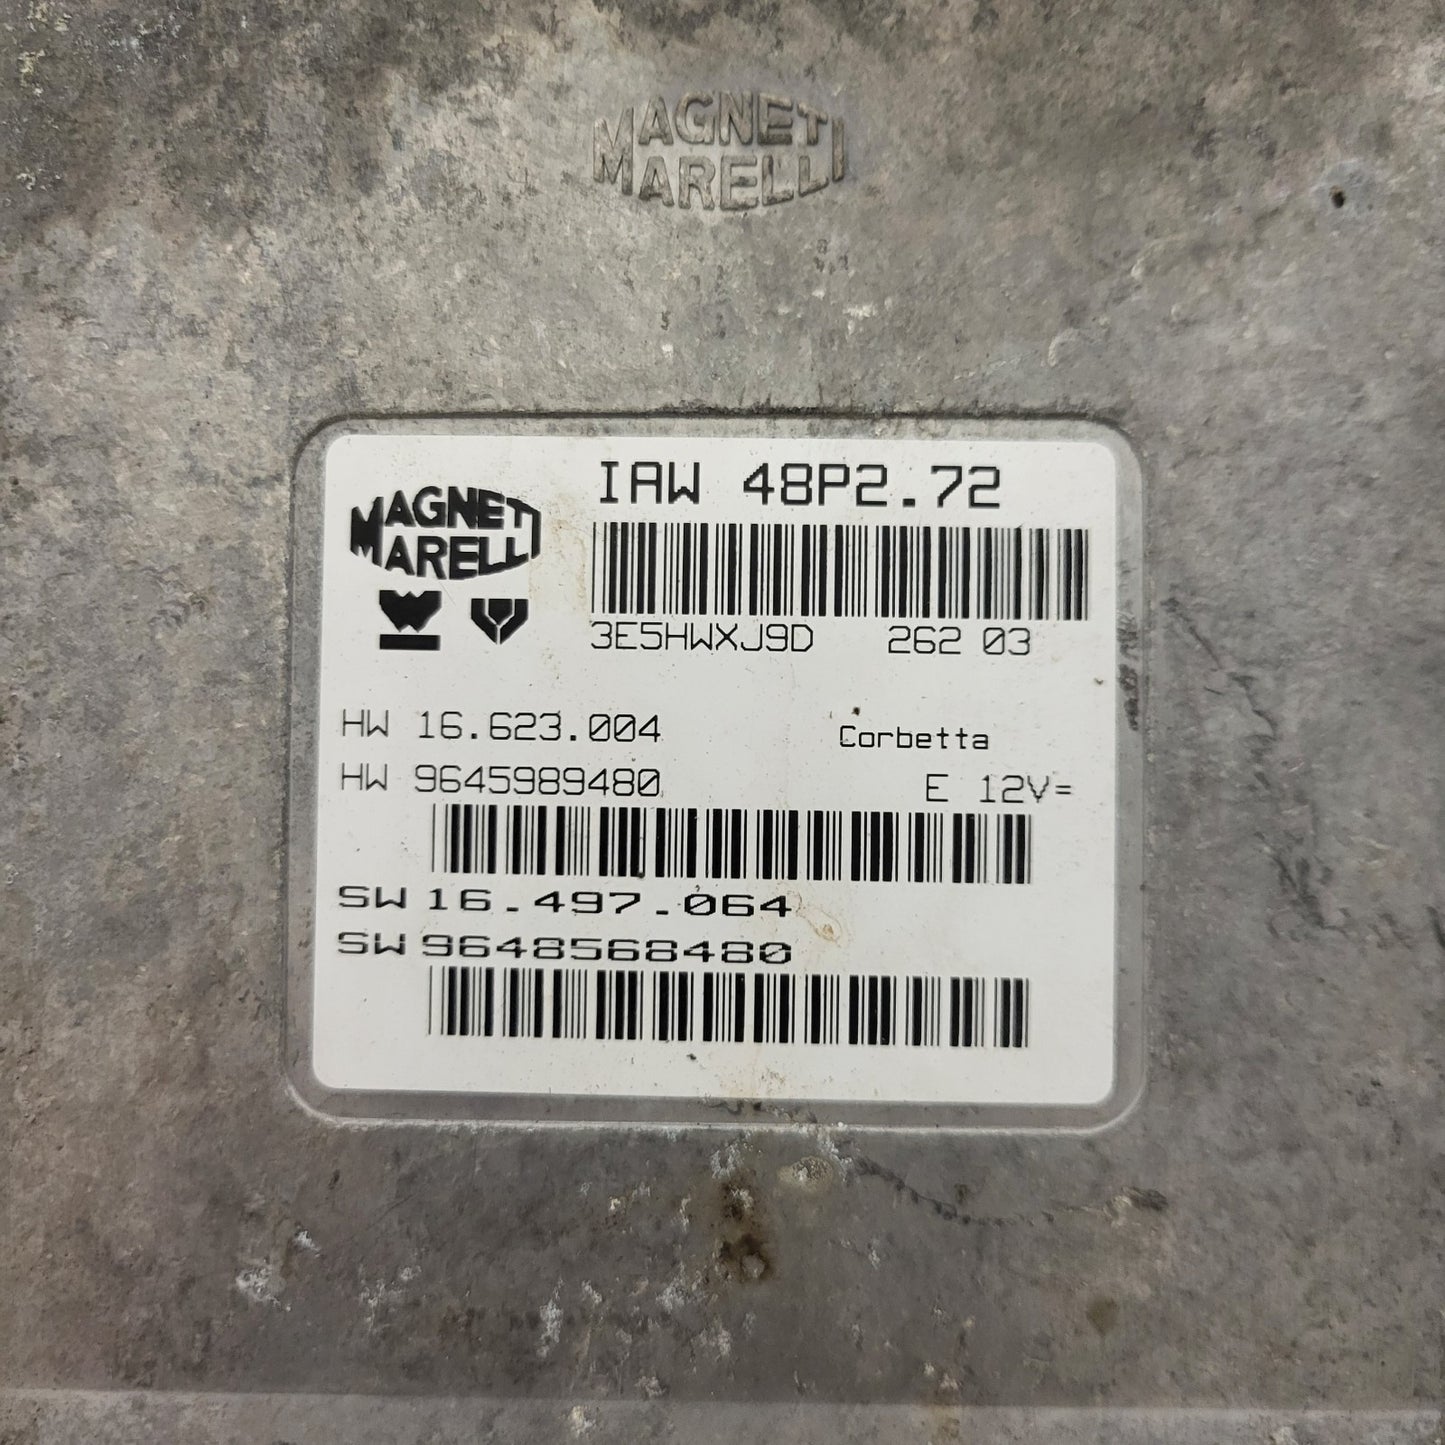 MAGNETI
MARELLI
MAGNETI
MARELLI
IAW 48P2.72
3E5HWXJ9D 262 03
HW 16.623.004
Corbetta
HW 9645989480
E 12V=
SW 16.497.064
SW 9648568480